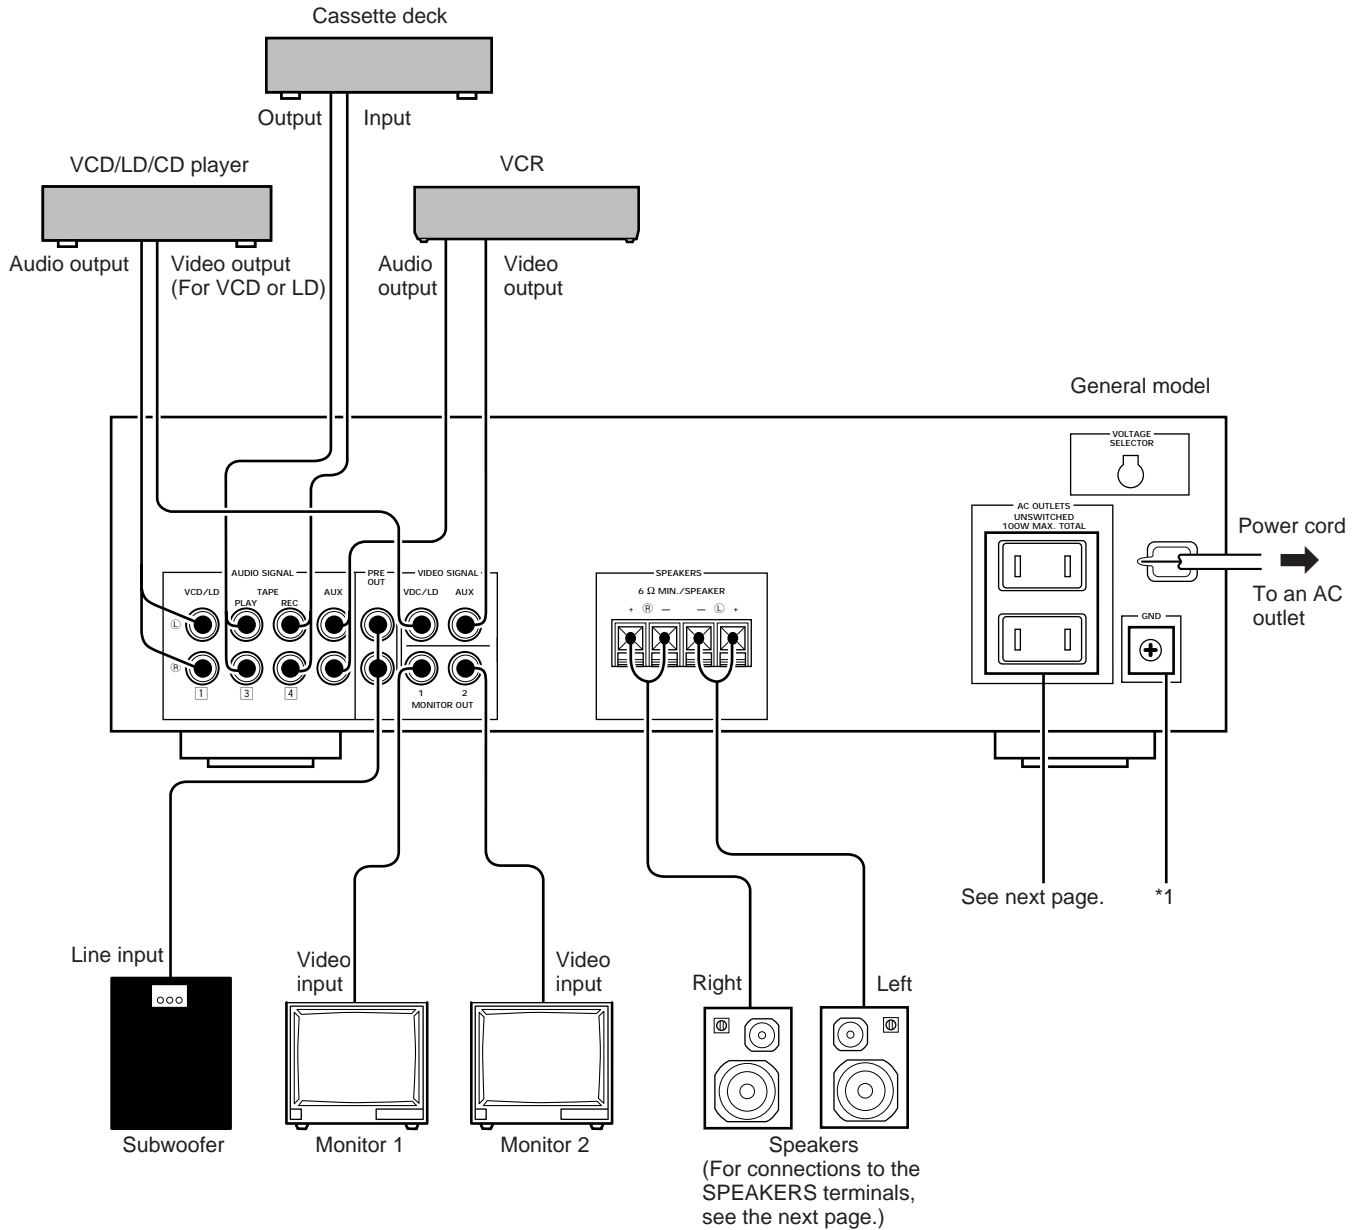 Cassette deck
Output
Input
VCD/LD/CD player
VCR
Audio output
Video output
(For VCD or LD)
Audio
output
Video
output
General model
VOLTAGE
SELECTOR
AC OUTLETS
UNSWITCHED
100W MAX. TOTAL
Power cord
To an AC
outlet
GND
AUDIO SIGNAL
PRE
OUT
VIDEO SIGNAL
VCD/LD
TAPE
PLAY
REC
AUX
VDC/LD
AUX
Ⓛ
Ⓡ
1
3
4
1
2
MONITOR OUT
SPEAKERS
6 Ω MIN./SPEAKER
+ Ⓡ — — Ⓛ +
See next page.
*1
Line input
Video
input
Video
input
Right
Left
Subwoofer
Monitor 1
Monitor 2
Speakers
(For connections to the
SPEAKERS terminals,
see the next page.)